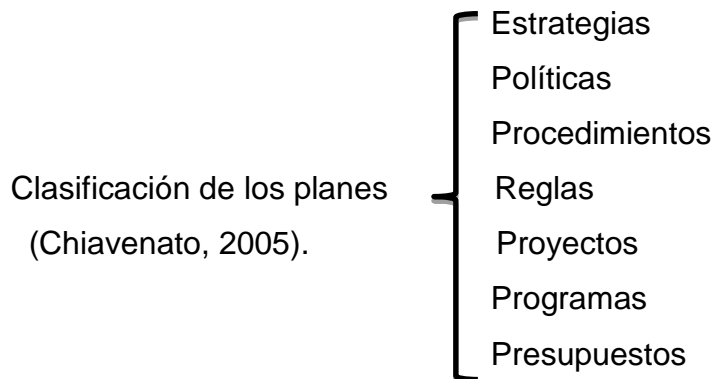 Estrategias
Políticas
Procedimientos
Clasificación de los planes
Reglas
(Chiavenato, 2005).
Proyectos
Programas
Presupuestos